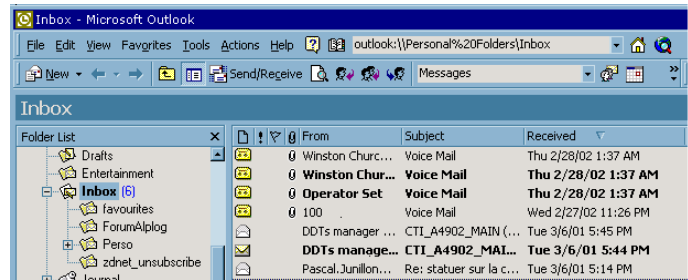 Inbox - Microsoft Outlook
File Edit View Favorites Tools Actions Help outlook:\\Personal%20Folders\Inbox
New Send/Receive Messages
Inbox
Folder List From Subject Received
Drafts Winston Churc... Voice Mail Thu 2/28/02 1:37 AM
Entertainment Winston Chur... Voice Mail Thu 2/28/02 1:37 AM
Inbox (6) Operator Set Voice Mail Thu 2/28/02 1:37 AM
favourites 100 Voice Mail Wed 2/27/02 11:26 PM
ForumAlplog DDTs manager ... CTI_A4902_MAIN (... Tue 3/6/01 5:45 PM
Perso DDTs manage... CTI_A4902_MAI... Tue 3/6/01 5:44 PM
zdnet_unsubscribe Pascal.Junillon... Re: statuer sur la c... Tue 3/6/01 5:14 PM
Journal